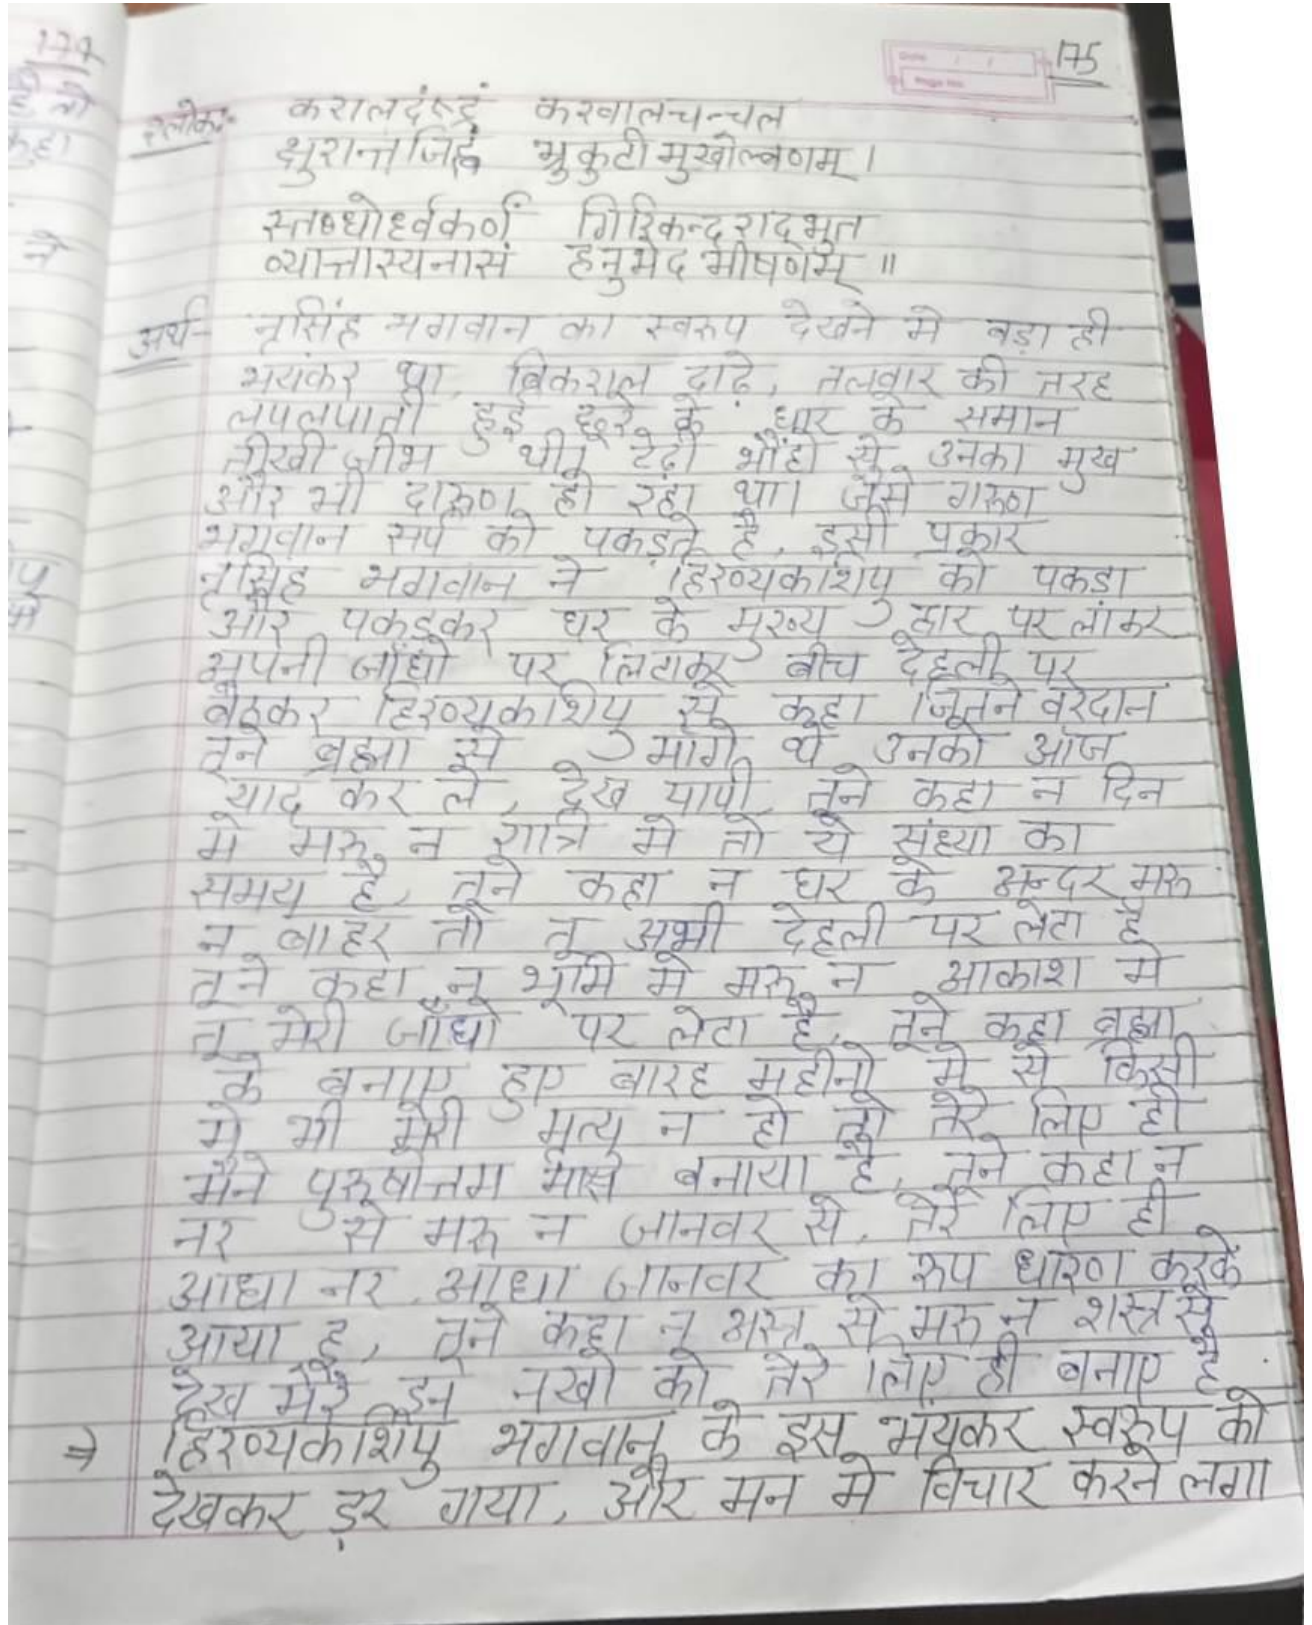 175
श्लोक:- करालदंष्ट्रं करवालचन्चल
क्षुरान्तजिह्वं भ्रुकुटीमुखोल्वणम् ।
स्तब्धोर्ध्वकर्णं गिरिकन्दरादभुत
व्यात्तास्यनासं हनुभेद भीषणम् ॥
अर्थ- नृसिंह भगवान का स्वरूप देखने मे बड़ा ही
भयंकर था, विकराल दाढ़े, तलवार की तरह
लपलपाती हुई छूरे के धार के समान
तीखी जीभ थी। टेढी भौंहो से उनका मुख
और भी दारूण हो रहा था। जैसे गरूण
भगवान सर्प को पकड़ते है, इसी प्रकार
नृसिंह भगवान ने हिरण्यकशिपु को पकडा
और पकड़कर घर के मुख्य द्वार पर लाकर
अपनी जाँघो पर लिटाकर बीच देहली पर
बैठकर हिरण्यकशिपु से कहा जितने वरदान
तूने ब्रह्मा से मांगे थे उनको आज
याद कर ले, देख पापी, तूने कहा न दिन
मे मरू न रात्रि मे तो ये संध्या का
समय है, तूने कहा न घर के अन्दर मरू
न बाहर तो तू अभी देहली पर लेटा है
तूने कहा न भूमि मे मरू न आकाश मे
तू मेरी जाँघो पर लेटा है, तूने कहा ब्रह्मा
के बनाए हुए बारह महीनो मे से किसी
मे भी मेरी मृत्यु न हो तो तेरे लिए ही
मैने पुरूषोत्तम मास बनाया है, तूने कहा न
नर से मरू न जानवर से, तेरे लिए ही
आधा नर आधा जानवर का रूप धारण करके
आया हू, तूने कहा न अस्त्र से मरू न शस्त्र से
देख मेरे इन नखो को तेरे लिए ही बनाए है
⇒ हिरण्यकशिपु भगवान के इस भंयकर स्वरूप को
देखकर ड़र गया, और मन मे विचार करने लगा